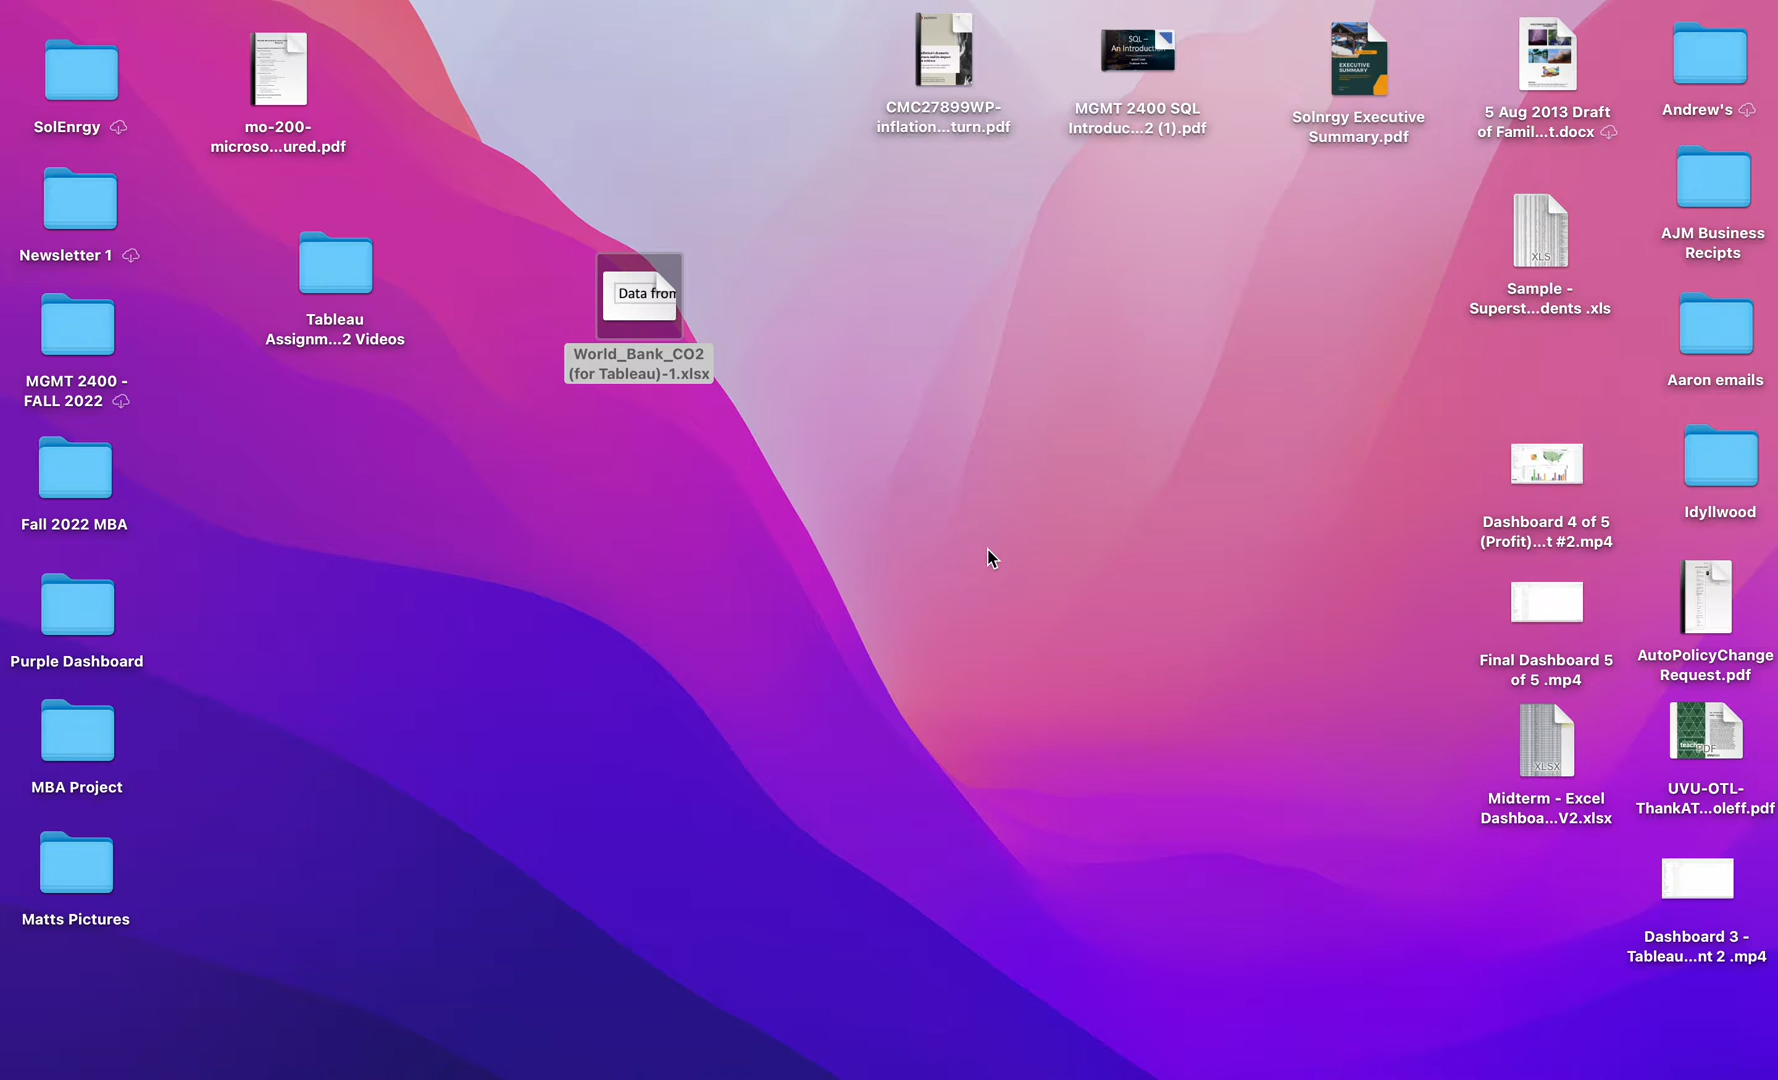 SolEnrgy
Newsletter 1
MGMT 2400 -
FALL 2022
Fall 2022 MBA
Purple Dashboard
MBA Project
Matts Pictures
mo-200-
microso...ured.pdf
Tableau
Assignm...2 Videos
Data from
World_Bank_CO2
(for Tableau)-1.xlsx
CMC27899WP-
inflation...turn.pdf
SQL –
An Introduction
MGMT 2400 SQL
Introduc...2 (1).pdf
EXECUTIVE
SUMMARY
Solnrgy Executive
Summary.pdf
5 Aug 2013 Draft
of Famil...t.docx
XLS
Sample -
Superst...dents .xls
Dashboard 4 of 5
(Profit)...t #2.mp4
Final Dashboard 5
of 5 .mp4
XLSX
Midterm - Excel
Dashboa...V2.xlsx
Andrew's
AJM Business
Recipts
Aaron emails
Idyllwood
AutoPolicyChange
Request.pdf
PDF
UVU-OTL-
ThankAT...oleff.pdf
Dashboard 3 -
Tableau...nt 2 .mp4